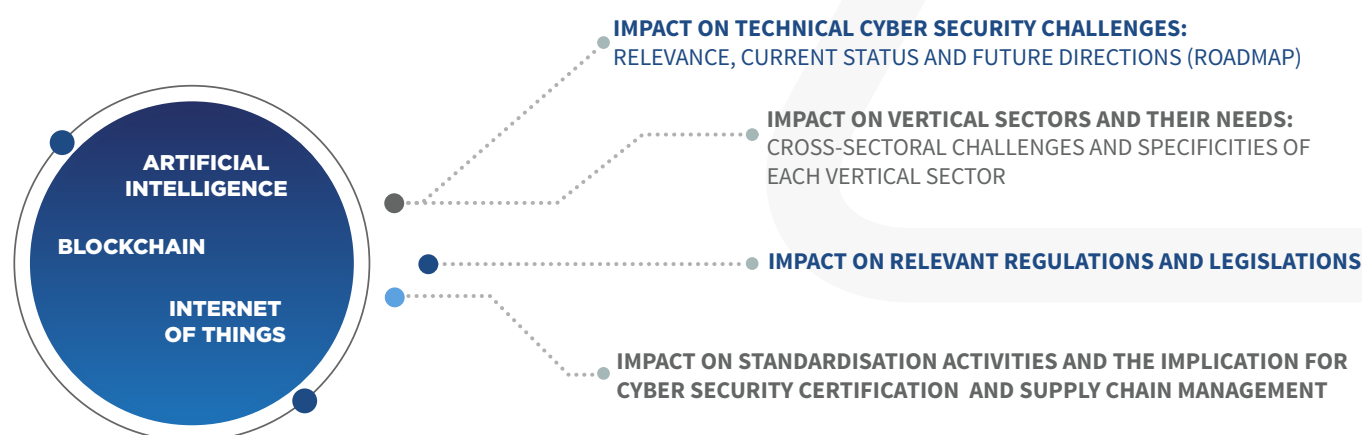 ARTIFICIAL
INTELLIGENCE
BLOCKCHAIN
INTERNET
OF THINGS
IMPACT ON TECHNICAL CYBER SECURITY CHALLENGES:
RELEVANCE, CURRENT STATUS AND FUTURE DIRECTIONS (ROADMAP)
IMPACT ON VERTICAL SECTORS AND THEIR NEEDS:
CROSS-SECTORAL CHALLENGES AND SPECIFICITIES OF
EACH VERTICAL SECTOR
IMPACT ON RELEVANT REGULATIONS AND LEGISLATIONS
IMPACT ON STANDARDISATION ACTIVITIES AND THE IMPLICATION FOR
CYBER SECURITY CERTIFICATION  AND SUPPLY CHAIN MANAGEMENT